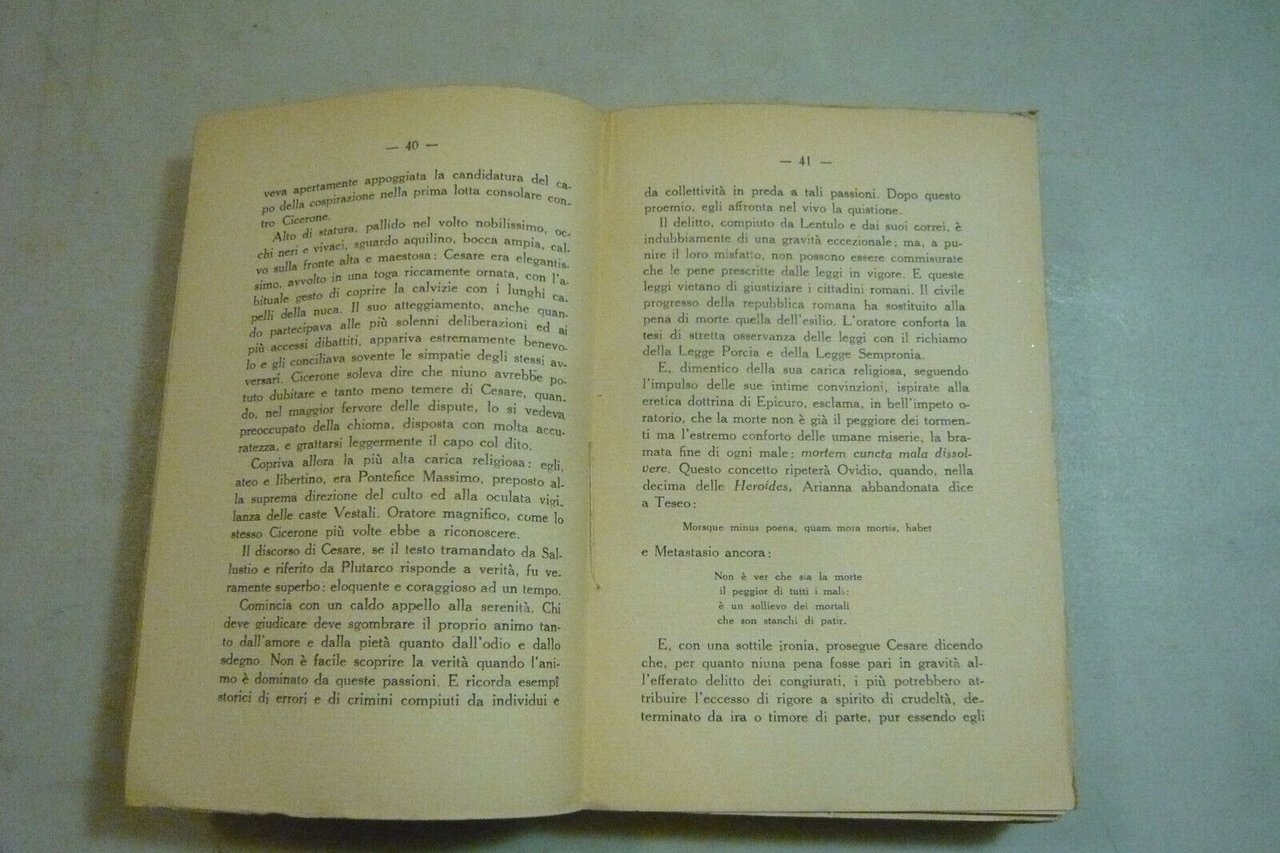 — 40 —
veva apertamente appoggiata la candidatura del ca-
po della cospirazione nella prima lotta consolare con-
tro Cicerone.
Alto di statura, pallido nel volto nobilissimo, oc-
chi neri e vivaci, sguardo aquilino, bocca ampia, cal-
vo sulla fronte alta e maestosa: Cesare era elegantis-
simo, avvolto in una toga riccamente ornata, con l'a-
bituale gesto di coprire la calvizie con i lunghi ca-
pelli della nuca. Il suo atteggiamento, anche quan-
do partecipava alle più solenni deliberazioni ed ai
più accessi dibattiti, appariva estremamente benevo-
lo e gli conciliava sovente le simpatie degli stessi av-
versari. Cicerone soleva dire che niuno avrebbe po-
tuto dubitare e tanto meno temere di Cesare, quan-
do, nel maggior fervore delle dispute, lo si vedeva
preoccupato della chioma, disposta con molta accu-
ratezza, e grattarsi leggermente il capo col dito.
Copriva allora la più alta carica religiosa: egli,
ateo e libertino, era Pontefice Massimo, preposto al-
la suprema direzione del culto ed alla oculata vigi-
lanza delle caste Vestali. Oratore magnifico, come lo
stesso Cicerone più volte ebbe a riconoscere.
Il discorso di Cesare, se il testo tramandato da Sal-
lustio e riferito da Plutarco risponde a verità, fu ve-
ramente superbo: eloquente e coraggioso ad un tempo.
Comincia con un caldo appello alla serenità. Chi
deve giudicare deve sgombrare il proprio animo tan-
to dall'amore e dalla pietà quanto dall'odio e dallo
sdegno. Non è facile scoprire la verità quando l'ani-
mo è dominato da queste passioni. E ricorda esempi
storici di errori e di crimini compiuti da individui e
— 41 —
da collettività in preda a tali passioni. Dopo questo
proemio, egli affronta nel vivo la quistione.
Il delitto, compiuto da Lentulo e dai suoi correi, è
indubbiamente di una gravità eccezionale; ma, a pu-
nire il loro misfatto, non possono essere commisurate
che le pene prescritte dalle leggi in vigore. E queste
leggi vietano di giustiziare i cittadini romani. Il civile
progresso della repubblica romana ha sostituito alla
pena di morte quella dell'esilio. L'oratore conforta la
tesi di stretta osservanza delle leggi con il richiamo
della Legge Porcia e della Legge Sempronia.
E, dimentico della sua carica religiosa, seguendo
l'impulso delle sue intime convinzioni, ispirate alla
eretica dottrina di Epicuro, esclama, in bell'impeto o-
ratorio, che la morte non è già il peggiore dei tormen-
ti ma l'estremo conforto delle umane miserie, la bra-
mata fine di ogni male: mortem cuncta mala dissol-
vere. Questo concetto ripeterà Ovidio, quando, nella
decima delle Heroides, Arianna abbandonata dice
a Teseo:
Morsque minus poena, quam mora mortis, habet
e Metastasio ancora:
Non è ver che sia la morte
il peggior di tutti i mali:
è un sollievo dei mortali
che son stanchi di patir.
E, con una sottile ironia, prosegue Cesare dicendo
che, per quanto niuna pena fosse pari in gravità al-
l'efferato delitto dei congiurati, i più potrebbero at-
tribuire l'eccesso di rigore a spirito di crudeltà, de-
terminato da ira o timore di parte, pur essendo egli